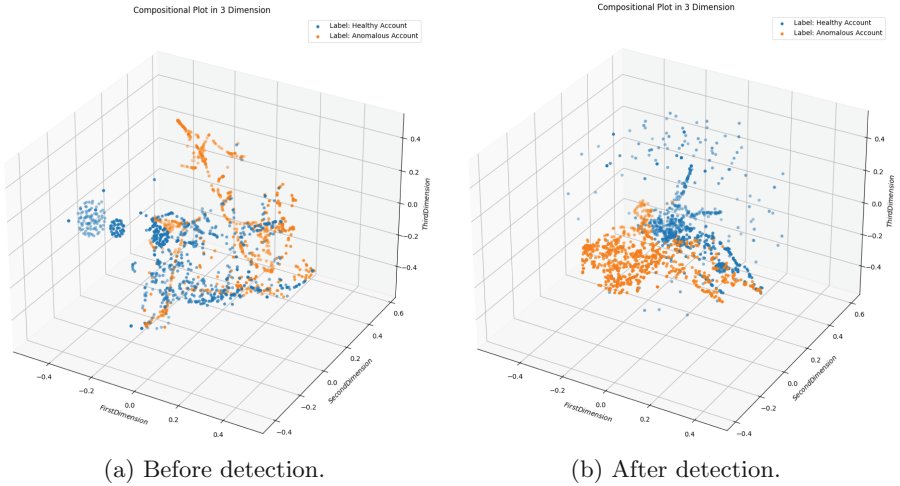 Compositional Plot in 3 Dimension
Label: Healthy Account
Label: Anomalous Account
0.4
0.2
0.0
−0.2
−0.4
ThirdDimension
0.6
0.4
0.2
0.0
−0.2
−0.4
SecondDimension
−0.4
−0.2
0.0
0.2
0.4
FirstDimension
(a) Before detection.
Compositional Plot in 3 Dimension
Label: Healthy Account
Label: Anomalous Account
0.4
0.2
0.0
−0.2
−0.4
ThirdDimension
0.6
0.4
0.2
0.0
−0.2
−0.4
SecondDimension
−0.4
−0.2
0.0
0.2
0.4
FirstDimension
(b) After detection.